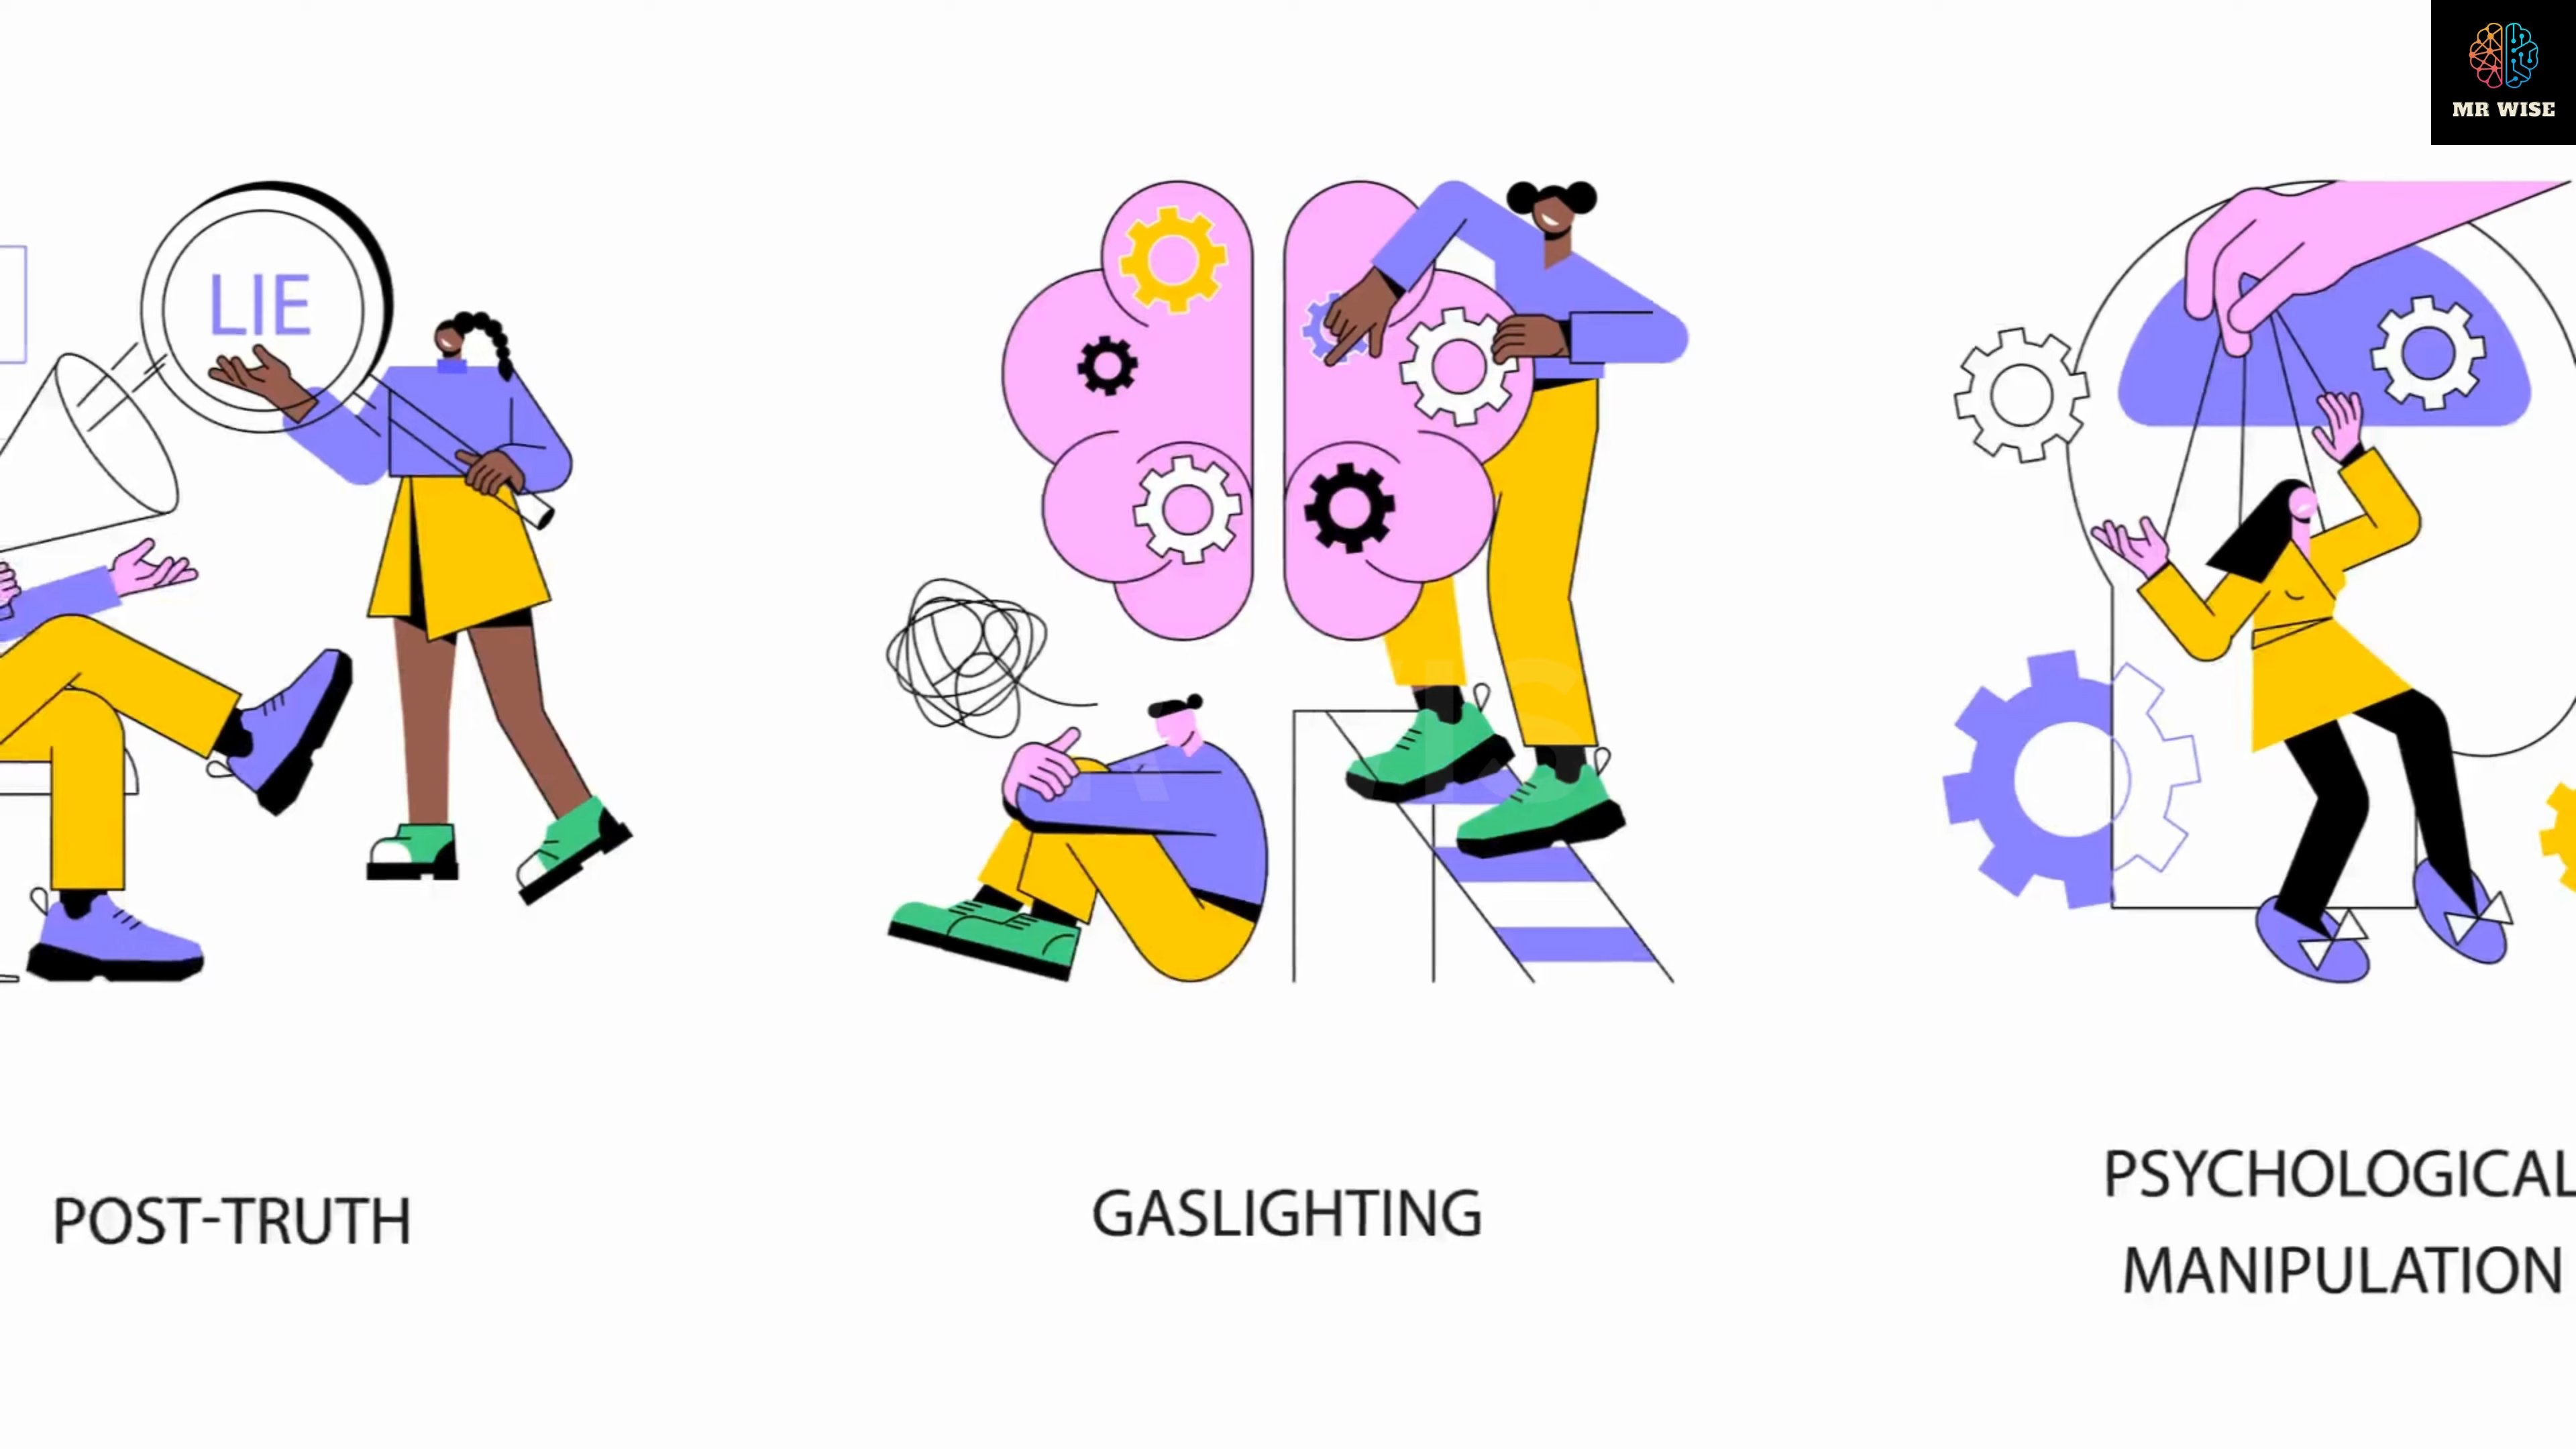 MR WISE
LIE
POST-TRUTH
GASLIGHTING
PSYCHOLOGICAL
MANIPULATION